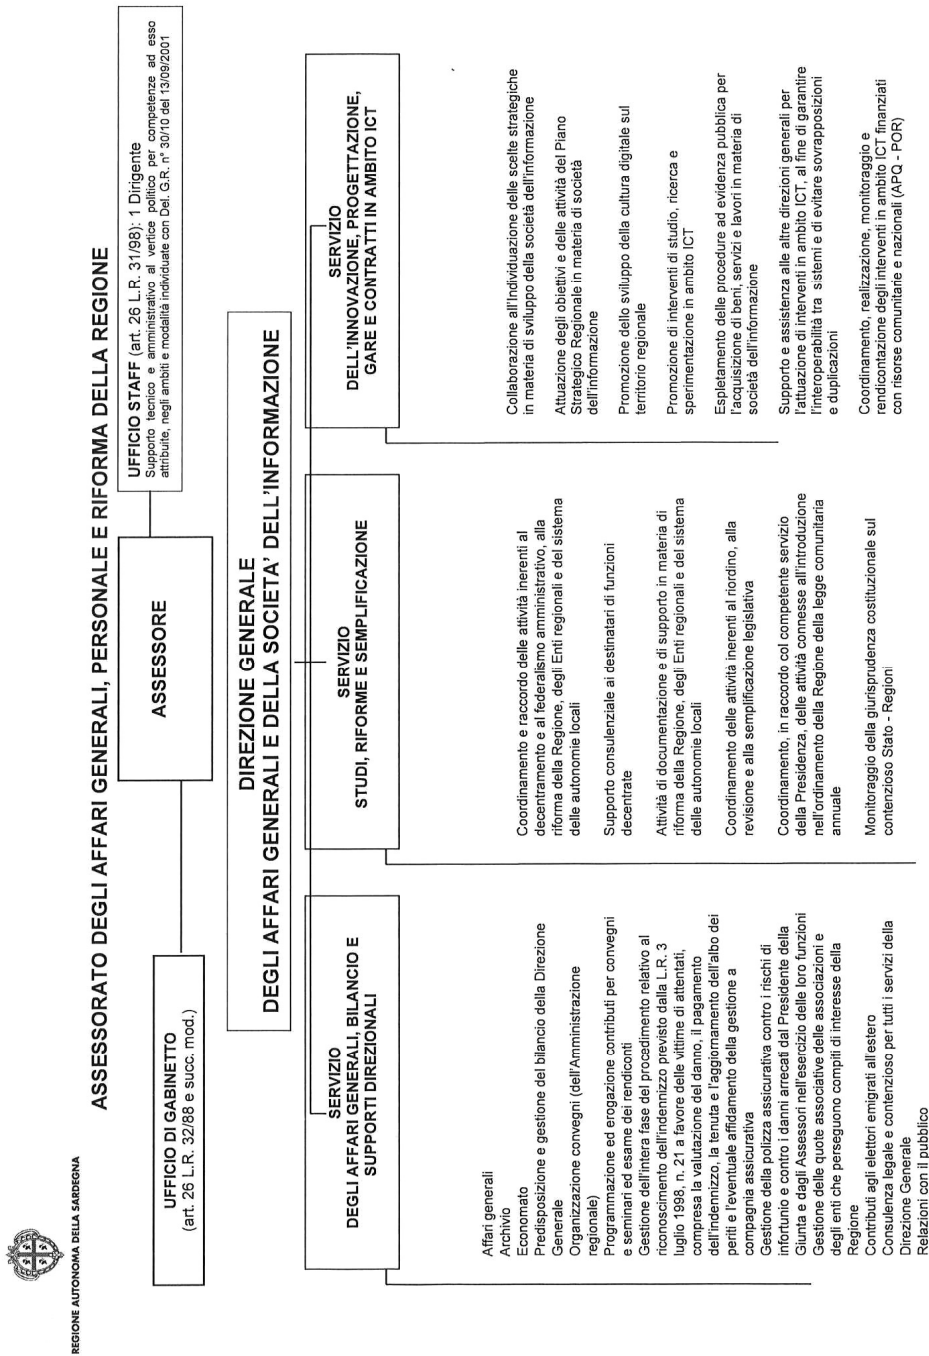 REGIONE AUTONOMA DELLA SARDEGNA
ASSESSORATO DEGLI AFFARI GENERALI, PERSONALE E RIFORMA DELLA REGIONE
UFFICIO DI GABINETTO
(art. 26 L.R. 32/88 e succ. mod.)
ASSESSORE
UFFICIO STAFF (art. 26 L.R. 31/98): 1 Dirigente
Supporto tecnico e amministrativo al vertice politico per competenze ad esso
attribuite, negli ambiti e modalità individuate con Del. G.R. n° 30/10 del 13/09/2001
DIREZIONE GENERALE
DEGLI AFFARI GENERALI E DELLA SOCIETA' DELL'INFORMAZIONE
SERVIZIO
DEGLI AFFARI GENERALI, BILANCIO E
SUPPORTI DIREZIONALI
Affari generali
Archivio
Economato
Predisposizione e gestione del bilancio della Direzione
Generale
Organizzazione convegni (dell'Amministrazione
regionale)
Programmazione ed erogazione contributi per convegni
e seminari ed esame dei rendiconti
Gestione dell'intera fase del procedimento relativo al
riconoscimento dell'indennizzo previsto dalla L.R. 3
luglio 1998, n. 21 a favore delle vittime di attentati,
compresa la valutazione del danno, il pagamento
dell'indennizzo, la tenuta e l'aggiornamento dell'albo dei
periti e l'eventuale affidamento della gestione a
compagnia assicurativa
Gestione della polizza assicurativa contro i rischi di
infortunio e contro i danni arrecati dal Presidente della
Giunta e dagli Assessori nell'esercizio delle loro funzioni
Gestione delle quote associative delle associazioni e
degli enti che perseguono compiti di interesse della
Regione
Contributi agli elettori emigrati all'estero
Consulenza legale e contenzioso per tutti i servizi della
Direzione Generale
Relazioni con il pubblico
SERVIZIO
STUDI, RIFORME E SEMPLIFICAZIONE
Coordinamento e raccordo delle attività inerenti al
decentramento e al federalismo amministrativo, alla
riforma della Regione, degli Enti regionali e del sistema
delle autonomie locali
Supporto consulenziale ai destinatari di funzioni
decentrate
Attività di documentazione e di supporto in materia di
riforma della Regione, degli Enti regionali e del sistema
delle autonomie locali
Coordinamento delle attività inerenti al riordino, alla
revisione e alla semplificazione legislativa
Coordinamento, in raccordo col competente servizio
della Presidenza, delle attività connesse all'introduzione
nell'ordinamento della Regione della legge comunitaria
annuale
Monitoraggio della giurisprudenza costituzionale sul
contenzioso Stato - Regioni
SERVIZIO
DELL'INNOVAZIONE, PROGETTAZIONE,
GARE E CONTRATTI IN AMBITO ICT
Collaborazione all'Individuazione delle scelte strategiche
in materia di sviluppo della società dell'informazione
Attuazione degli obiettivi e delle attività del Piano
Strategico Regionale in materia di società
dell'informazione
Promozione dello sviluppo della cultura digitale sul
territorio regionale
Promozione di interventi di studio, ricerca e
sperimentazione in ambito ICT
Espletamento delle procedure ad evidenza pubblica per
l'acquisizione di beni, servizi e lavori in materia di
società dell'informazione
Supporto e assistenza alle altre direzioni generali per
l'attuazione di interventi in ambito ICT, al fine di garantire
l'interoperabilità tra sistemi e di evitare sovrapposizioni
e duplicazioni
Coordinamento, realizzazione, monitoraggio e
rendicontazione degli interventi in ambito ICT finanziati
con risorse comunitarie e nazionali (APQ - POR)